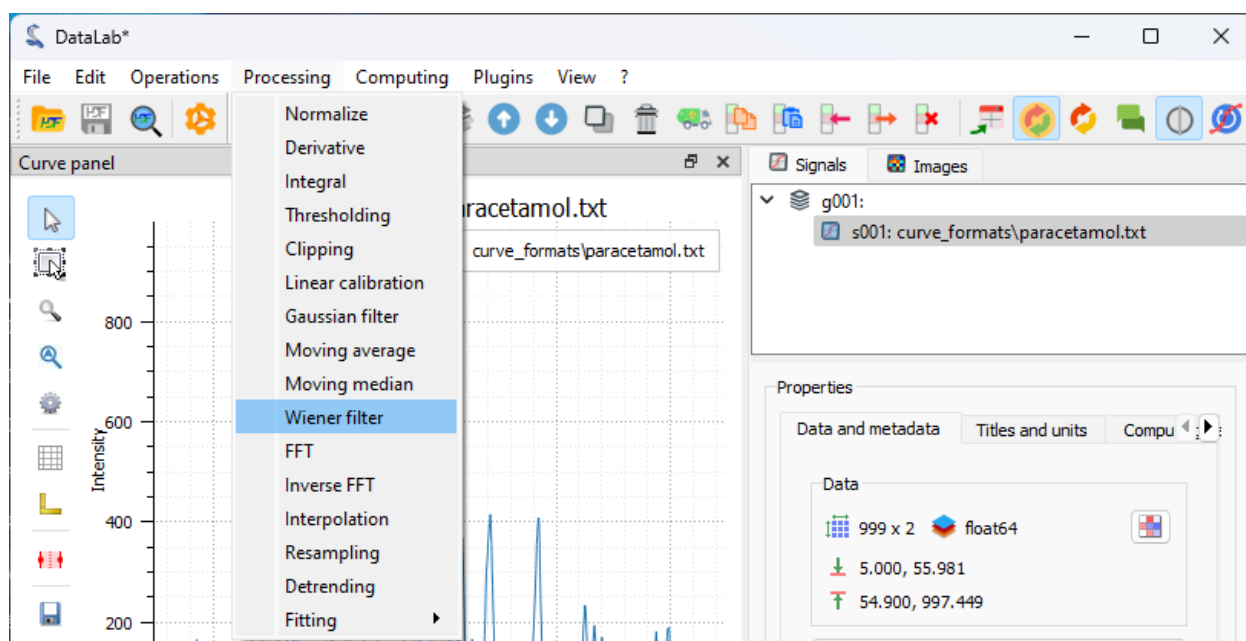 DataLab*
File Edit Operations Processing Computing Plugins View ?
Curve panel
Normalize
Derivative
Integral
Thresholding
Clipping
Linear calibration
Gaussian filter
Moving average
Moving median
Wiener filter
FFT
Inverse FFT
Interpolation
Resampling
Detrending
Fitting
racetamol.txt
curve_formats\paracetamol.txt
800
600
400
200
Intensity
Signals Images
g001:
s001: curve_formats\paracetamol.txt
Properties
Data and metadata Titles and units Compu
Data
999 x 2 float64
5.000, 55.981
54.900, 997.449